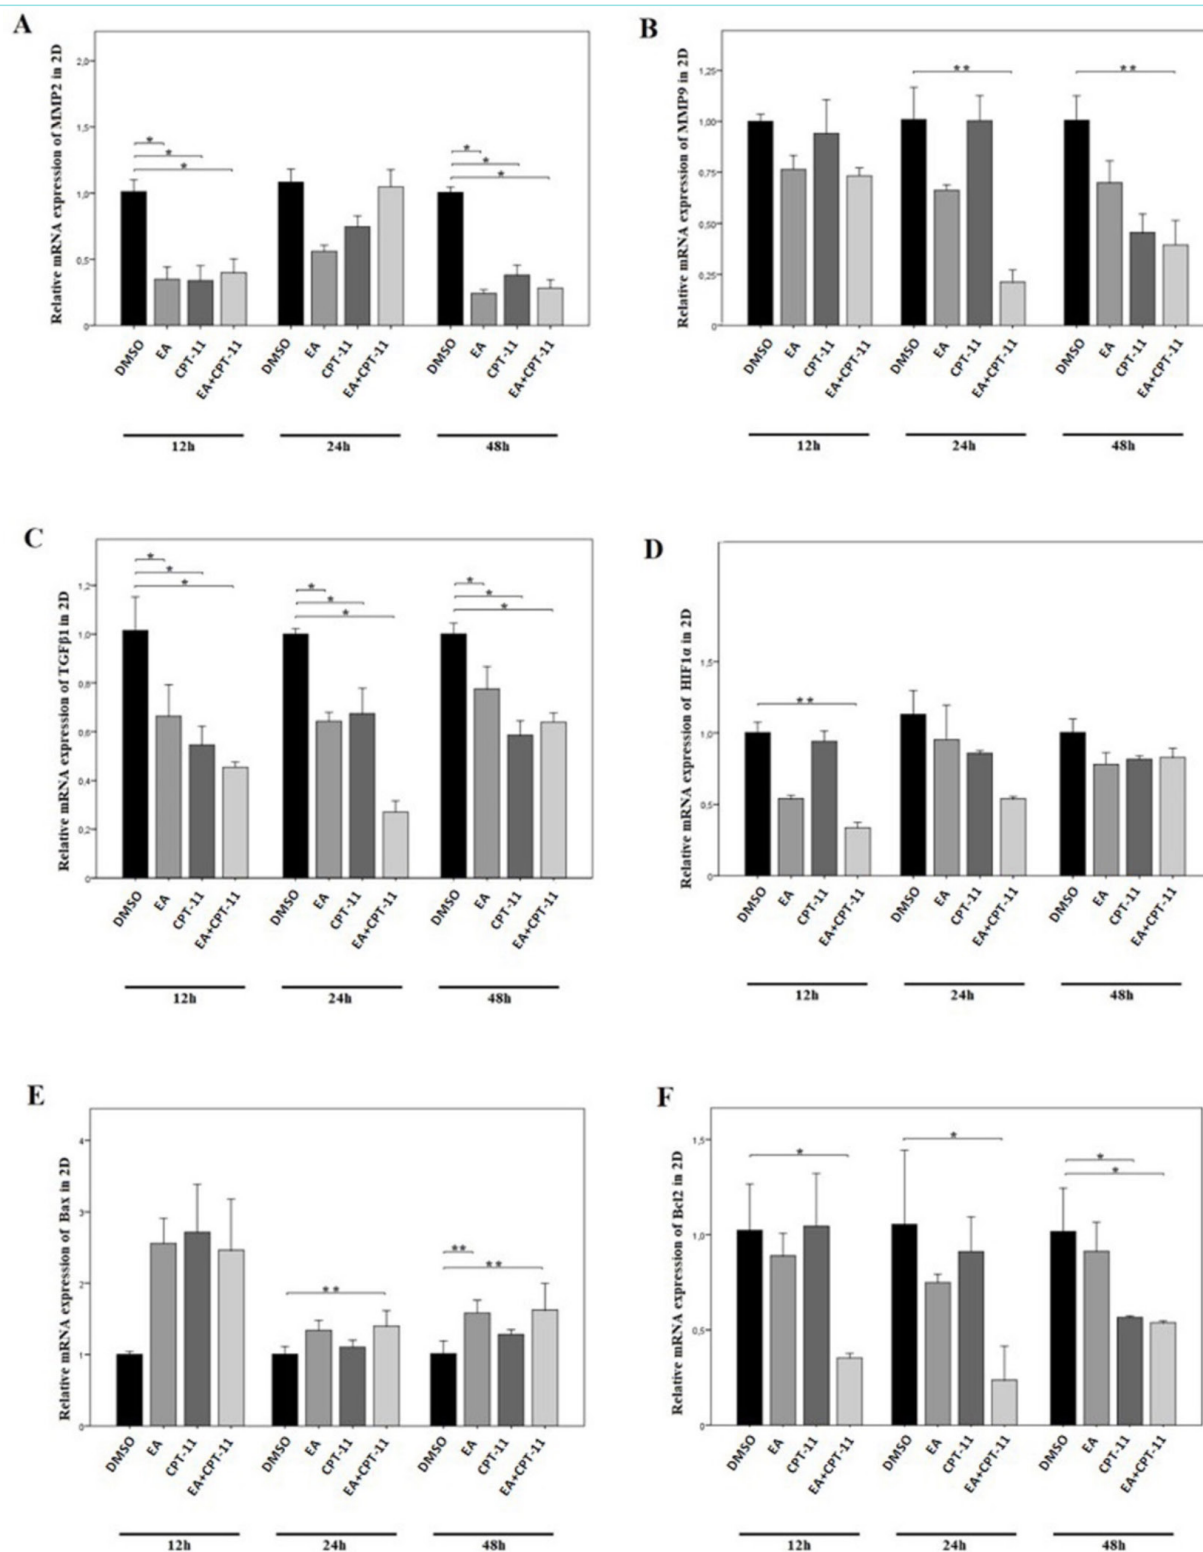 A
Relative mRNA expression of MMP2 in 2D
2,0
1,5
1,0
0,5
0
* * *
* * *
DMSO EA CPT-11 EA+CPT-11 DMSO EA CPT-11 EA+CPT-11 DMSO EA CPT-11 EA+CPT-11
12h 24h 48h
B
Relative mRNA expression of MMP9 in 2D
1,25
1,00
0,75
0,50
0,25
0
** **
DMSO EA CPT-11 EA+CPT-11 DMSO EA CPT-11 EA+CPT-11 DMSO EA CPT-11 EA+CPT-11
12h 24h 48h
C
Relative mRNA expression of TGFβ1 in 2D
1,2
1,0
0,8
0,6
0,4
0,2
0
* * *
* * *
* * *
DMSO EA CPT-11 EA+CPT-11 DMSO EA CPT-11 EA+CPT-11 DMSO EA CPT-11 EA+CPT-11
12h 24h 48h
D
Relative mRNA expression of HIF1α in 2D
1,5
1,0
0,5
0
**
DMSO EA CPT-11 EA+CPT-11 DMSO EA CPT-11 EA+CPT-11 DMSO EA CPT-11 EA+CPT-11
12h 24h 48h
E
Relative mRNA expression of Bax in 2D
4
3
2
1
0
** ** **
DMSO EA CPT-11 EA+CPT-11 DMSO EA CPT-11 EA+CPT-11 DMSO EA CPT-11 EA+CPT-11
12h 24h 48h
F
Relative mRNA expression of Bcl2 in 2D
1,5
1,0
0,5
0
* * * *
DMSO EA CPT-11 EA+CPT-11 DMSO EA CPT-11 EA+CPT-11 DMSO EA CPT-11 EA+CPT-11
12h 24h 48h